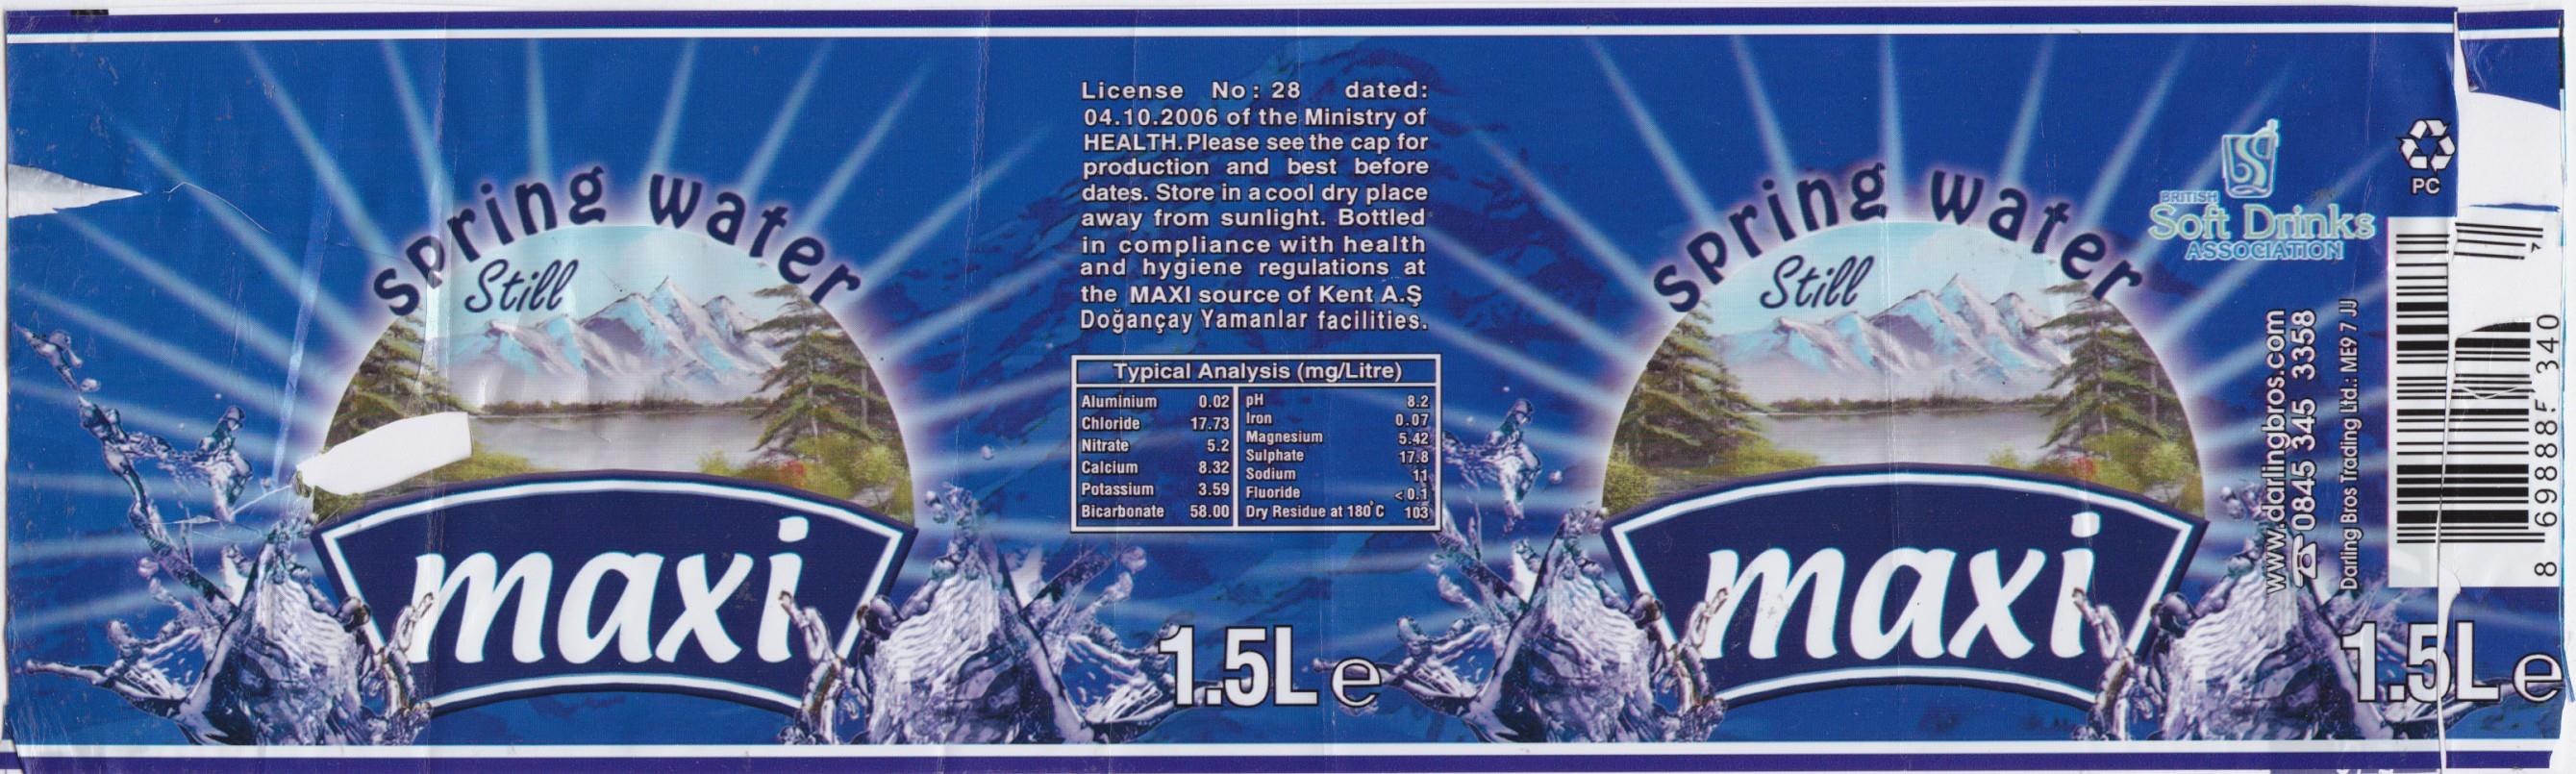 spring water
Still
maxi
License No: 28 dated:
04.10.2006 of the Ministry of
HEALTH. Please see the cap for
production and best before
dates. Store in a cool dry place
away from sunlight. Bottled
in compliance with health
and hygiene regulations at
the MAXI source of Kent A.Ş
Doğançay Yamanlar facilities.
Typical Analysis (mg/Litre)
Aluminium 0.02
Chloride 17.73
Nitrate 5.2
Calcium 8.32
Potassium 3.59
Bicarbonate 58.00
pH 8.2
Iron 0.07
Magnesium 5.42
Sulphate 17.8
Sodium 11
Fluoride <0.1
Dry Residue at 180°C 103
1.5L e
spring water
Still
maxi
BRITISH
Soft Drinks
ASSOCIATION
www.darlingbros.com
☎ 0845 345 3358
Darling Bros Trading Ltd.: ME9 7 JJ
PC
8 698885 340
1.5L e